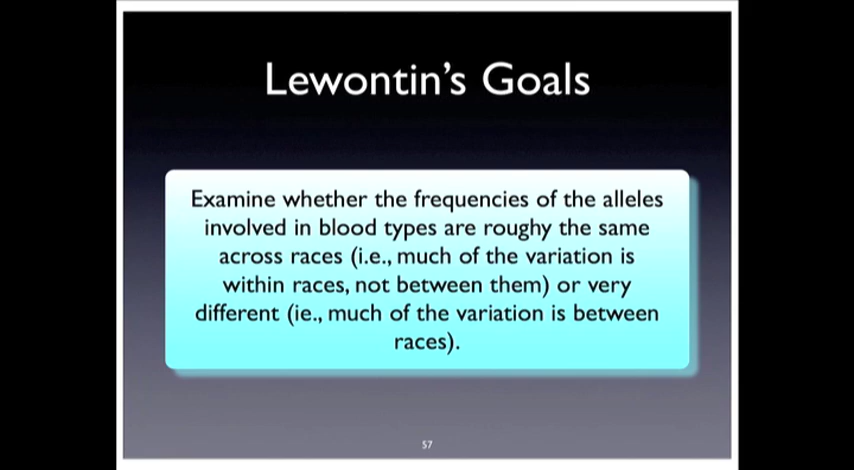 Lewontin's Goals
Examine whether the frequencies of the alleles
involved in blood types are roughy the same
across races (i.e., much of the variation is
within races, not between them) or very
different (ie., much of the variation is between
races).
57